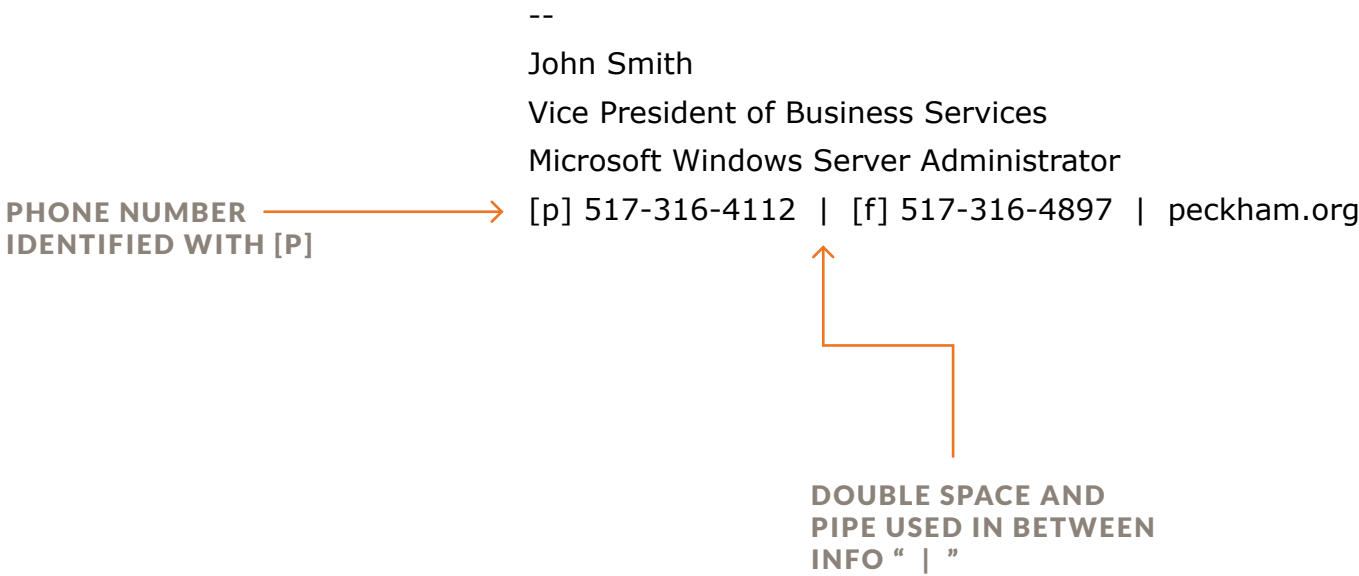 --
John Smith
Vice President of Business Services
Microsoft Windows Server Administrator
[p] 517-316-4112  |  [f] 517-316-4897  |  peckham.org
PHONE NUMBER
IDENTIFIED WITH [P]
DOUBLE SPACE AND
PIPE USED IN BETWEEN
INFO “  |  ”